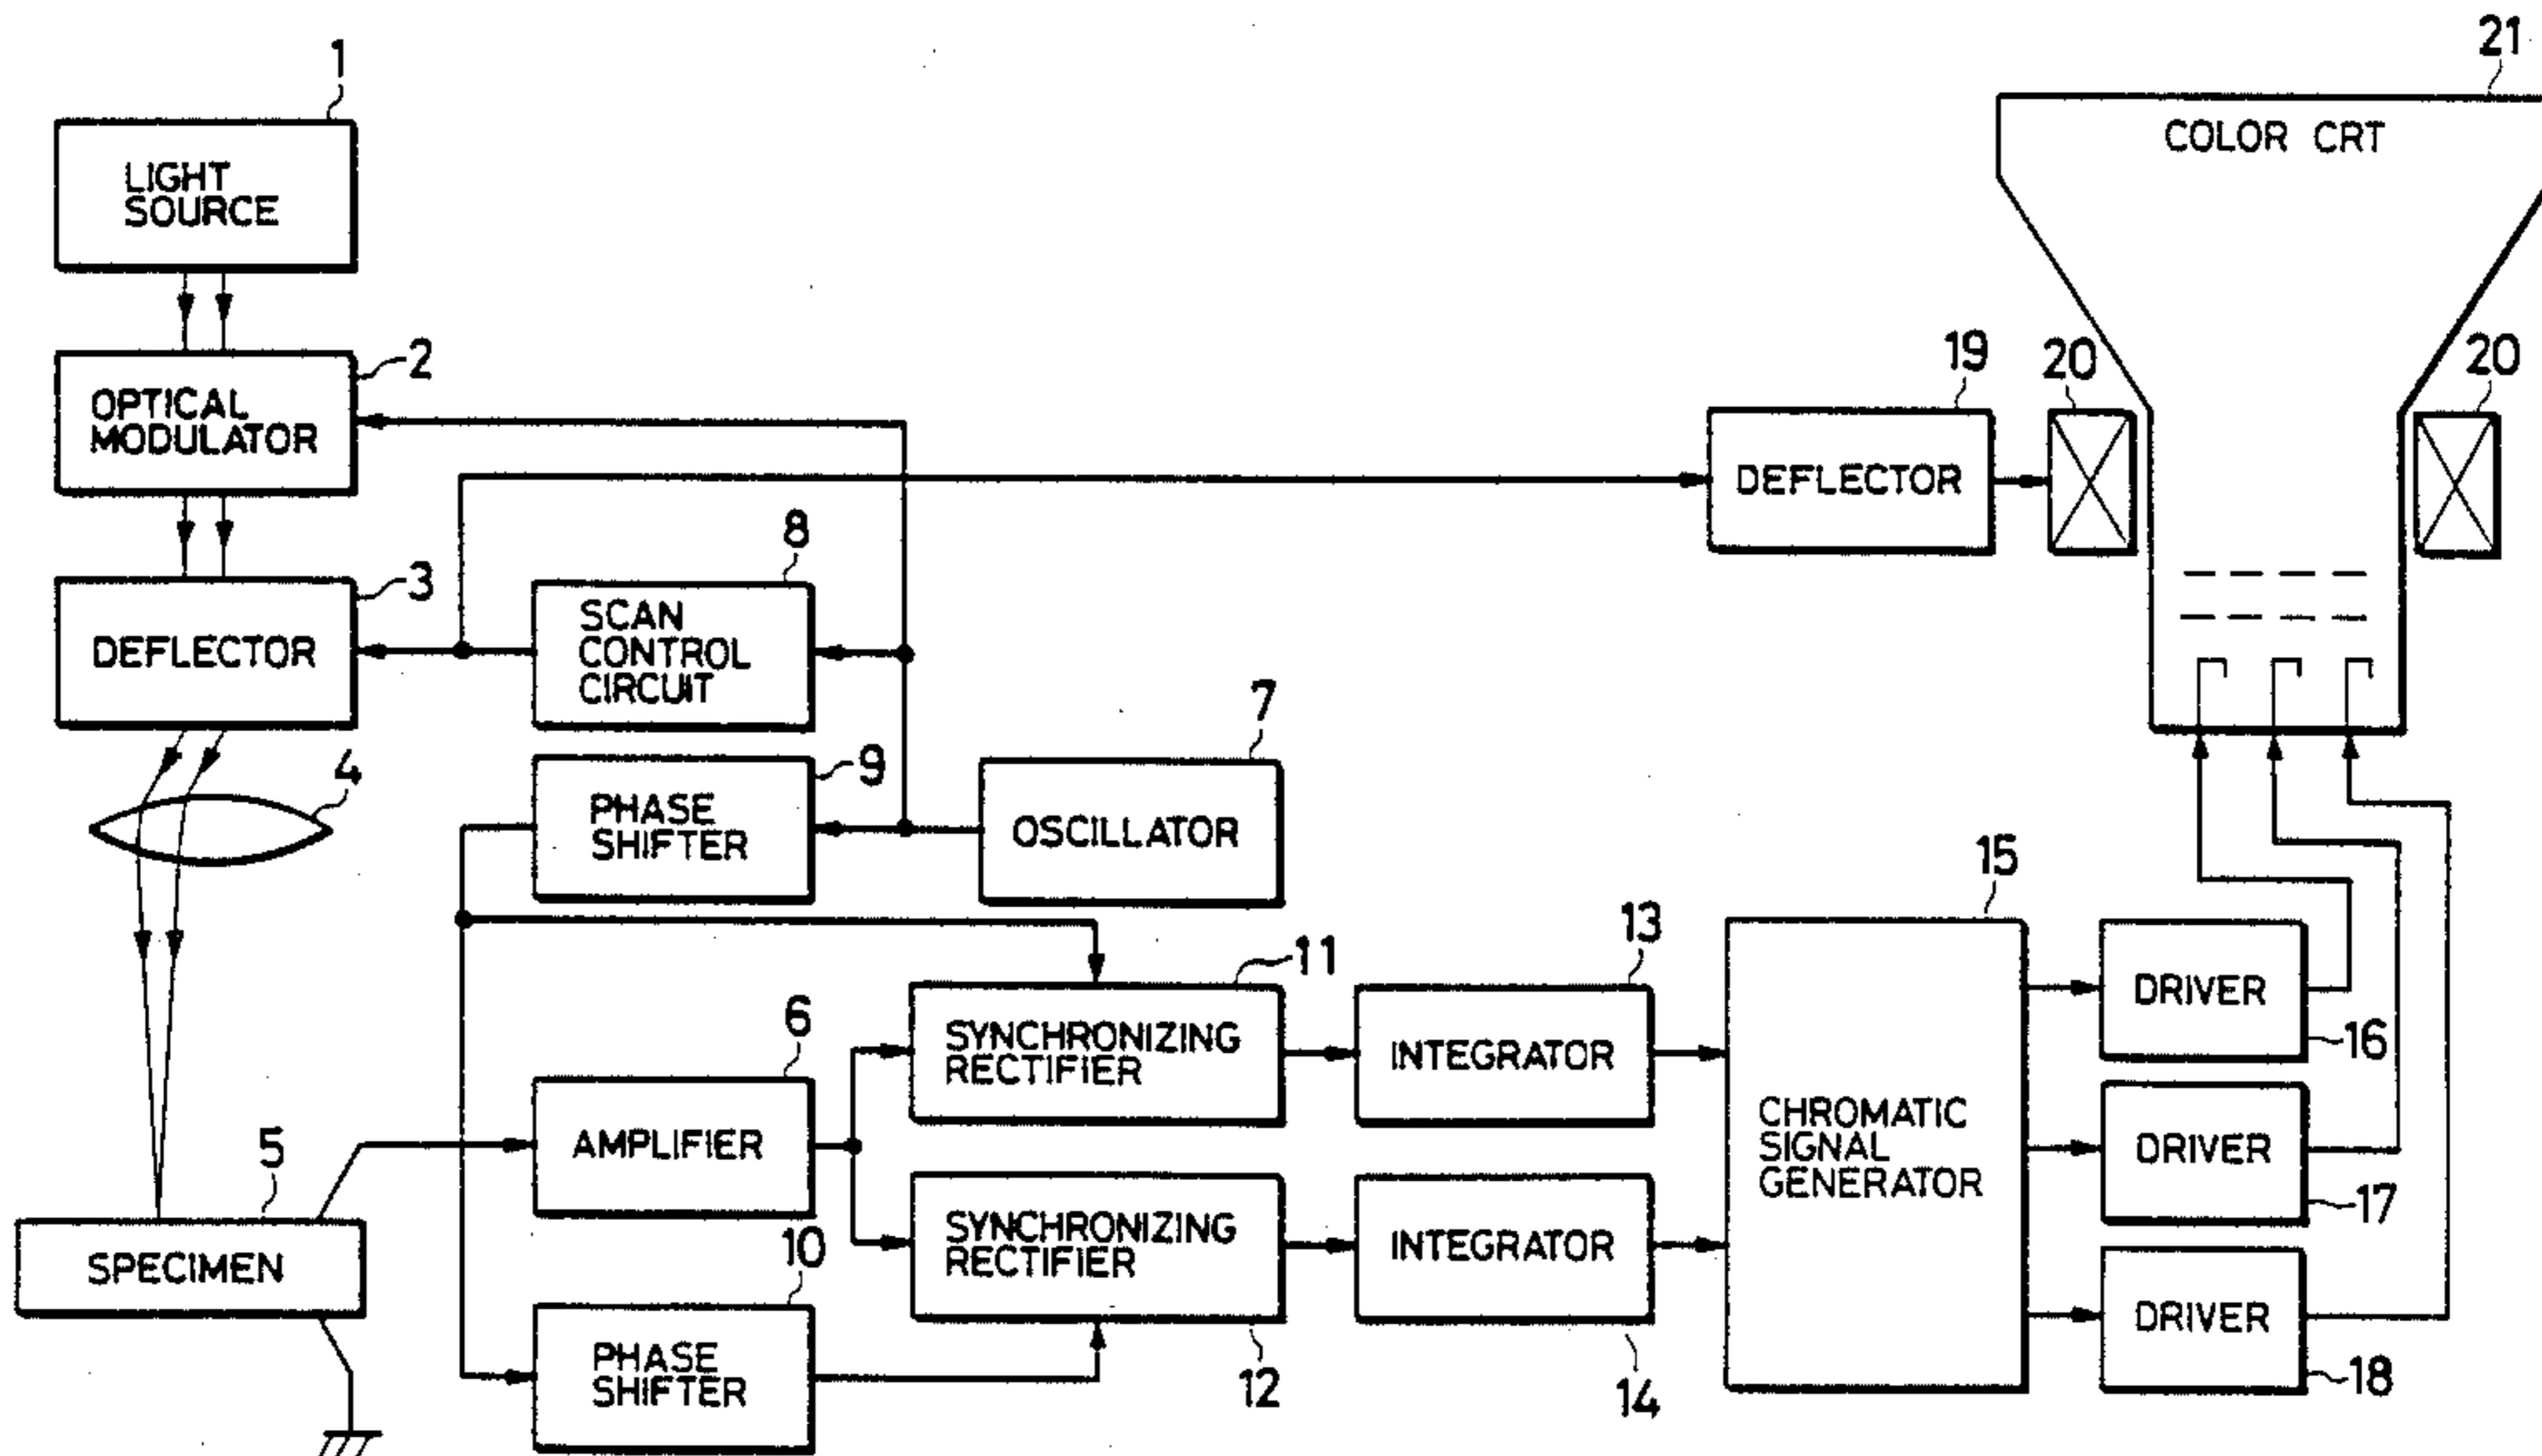 1
LIGHT
SOURCE
2
OPTICAL
MODULATOR
3
DEFLECTOR
4
5
SPECIMEN
8
SCAN
CONTROL
CIRCUIT
9
PHASE
SHIFTER
7
OSCILLATOR
6
AMPLIFIER
10
PHASE
SHIFTER
11
SYNCHRONIZING
RECTIFIER
SYNCHRONIZING
RECTIFIER
12
13
INTEGRATOR
INTEGRATOR
14
15
CHROMATIC
SIGNAL
GENERATOR
DRIVER
16
DRIVER
17
DRIVER
18
19
DEFLECTOR
20
20
21
COLOR CRT